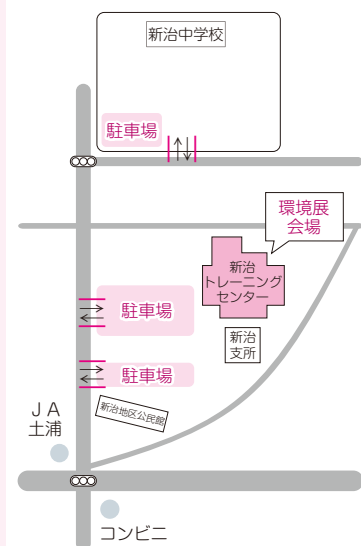 新治中学校
駐車場
環境展
会場
新治
トレーニング
センター
駐車場
新治
支所
駐車場
新治地区公民館
ＪＡ
土浦
コンビニ